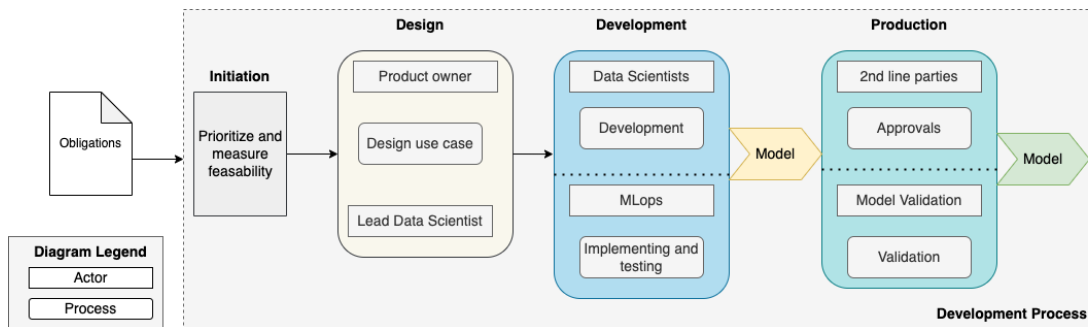 Obligations
Initiation
Prioritize and
measure
feasability
Design
Product owner
Design use case
Lead Data Scientist
Development
Data Scientists
Development
MLops
Implementing and
testing
Model
Production
2nd line parties
Approvals
Model Validation
Validation
Model
Diagram Legend
Actor
Process
Development Process